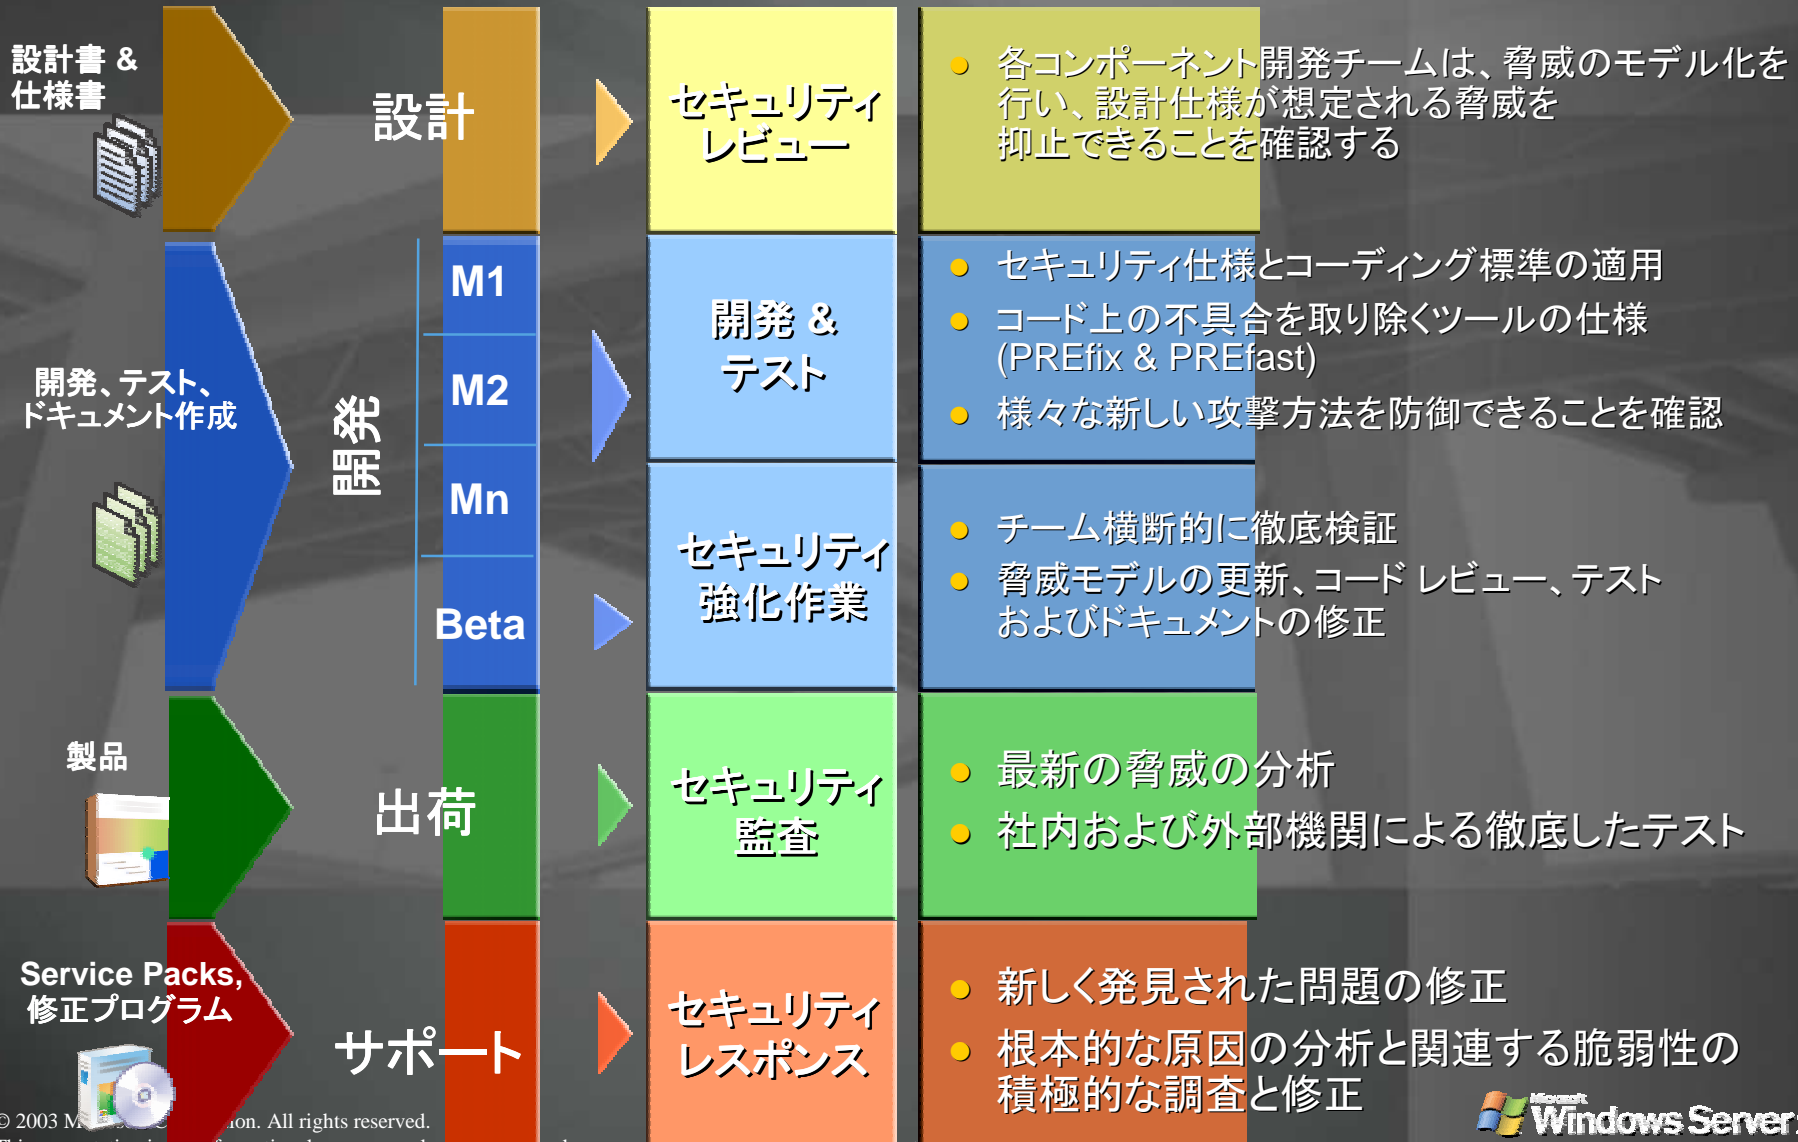 設計書 &
仕様書
設計
セキュリティ
レビュー
各コンポーネント開発チームは、脅威のモデル化を
行い、設計仕様が想定される脅威を
抑止できることを確認する
開発、テスト、
ドキュメント作成
開発
M1
M2
Mn
Beta
開発 &
テスト
セキュリティ仕様とコーディング標準の適用
コード上の不具合を取り除くツールの仕様
(PREfix & PREfast)
様々な新しい攻撃方法を防御できることを確認
セキュリティ
強化作業
チーム横断的に徹底検証
脅威モデルの更新、コード レビュー、テスト
およびドキュメントの修正
製品
出荷
セキュリティ
監査
最新の脅威の分析
社内および外部機関による徹底したテスト
Service Packs,
修正プログラム
サポート
セキュリティ
レスポンス
新しく発見された問題の修正
根本的な原因の分析と関連する脆弱性の
積極的な調査と修正
© 2003 All rights reserved.
Microsoft
Windows Server